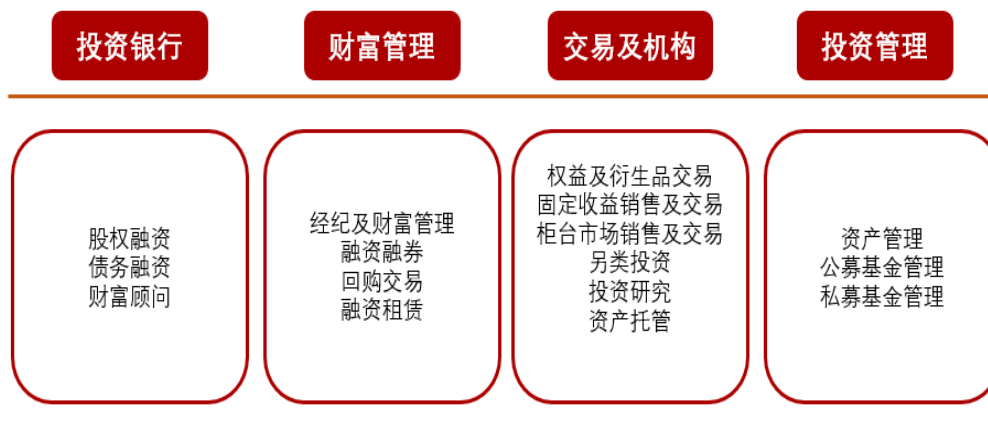 投资银行
财富管理
交易及机构
投资管理
股权融资
债务融资
财富顾问
经纪及财富管理
融资融券
回购交易
融资租赁
权益及衍生品交易
固定收益销售及交易
柜台市场销售及交易
另类投资
投资研究
资产托管
资产管理
公募基金管理
私募基金管理